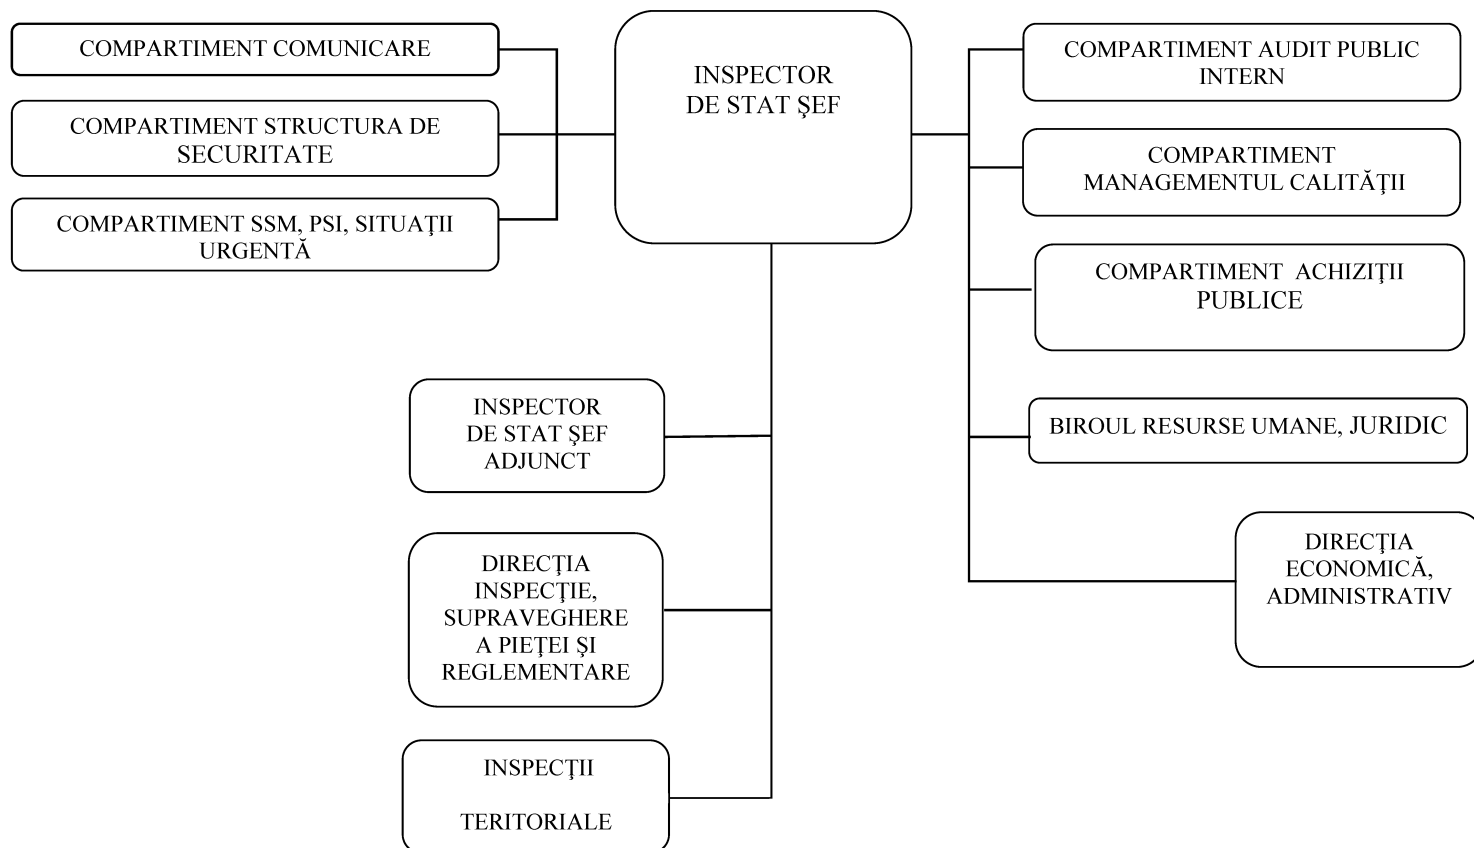 COMPARTIMENT COMUNICARE
COMPARTIMENT STRUCTURA DE
SECURITATE
COMPARTIMENT SSM, PSI, SITUAŢII
URGENTĂ
INSPECTOR
DE STAT ŞEF
COMPARTIMENT AUDIT PUBLIC
INTERN
COMPARTIMENT
MANAGEMENTUL CALITĂŢII
COMPARTIMENT ACHIZIŢII
PUBLICE
BIROUL RESURSE UMANE, JURIDIC
DIRECŢIA
ECONOMICĂ,
ADMINISTRATIV
INSPECTOR
DE STAT ŞEF
ADJUNCT
DIRECŢIA
INSPECŢIE,
SUPRAVEGHERE
A PIEŢEI ŞI
REGLEMENTARE
INSPECŢII
TERITORIALE